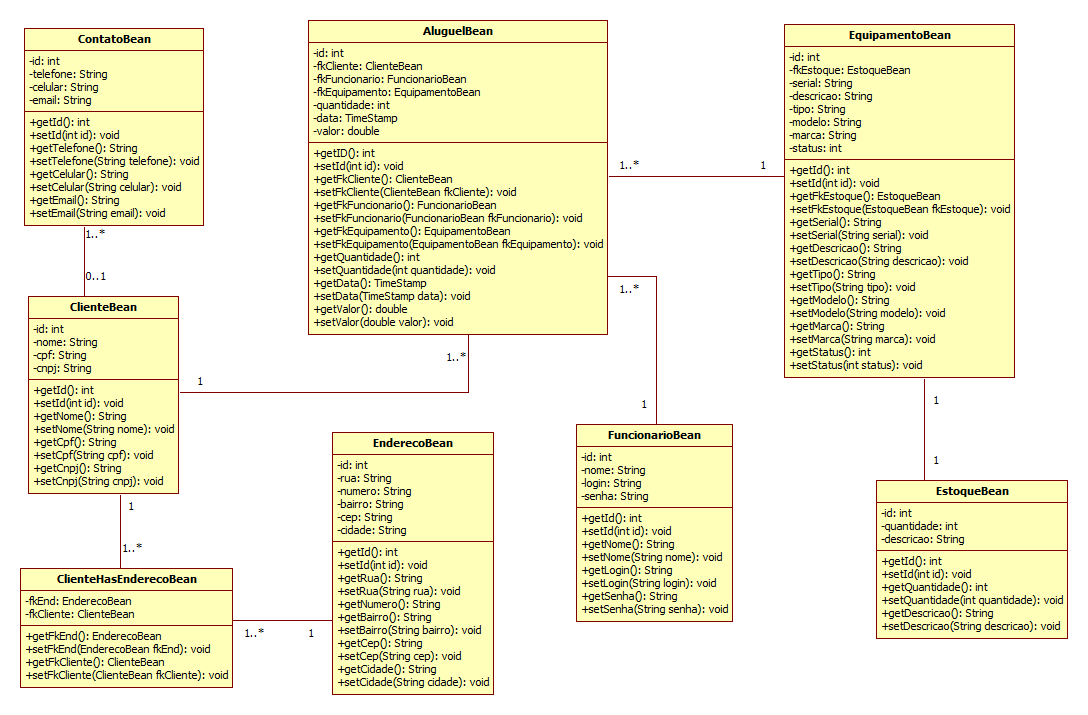 ContatoBean
-id: int
-telefone: String
-celular: String
-email: String
+getId(): int
+setId(int id): void
+getTelefone(): String
+setTelefone(String telefone): void
+getCelular(): String
+setCelular(String celular): void
+getEmail(): String
+setEmail(String email): void
1..*
0..1
ClienteBean
-id: int
-nome: String
-cpf: String
-cnpj: String
+getId(): int
+setId(int id): void
+getNome(): String
+setNome(String nome): void
+getCpf(): String
+setCpf(String cpf): void
+getCnpj(): String
+setCnpj(String cnpj): void
1
1..*
1
1..*
ClienteHasEnderecoBean
-fkEnd: EnderecoBean
-fkCliente: ClienteBean
+getFkEnd(): EnderecoBean
+setFkEnd(EnderecoBean fkEnd): void
+getFkCliente(): ClienteBean
+setFkCliente(ClienteBean fkCliente): void
1..*
1
AluguelBean
-id: int
-fkCliente: ClienteBean
-fkFuncionario: FuncionarioBean
-fkEquipamento: EquipamentoBean
-quantidade: int
-data: TimeStamp
-valor: double
+getID(): int
+setId(int id): void
+getFkCliente(): ClienteBean
+setFkCliente(ClienteBean fkCliente): void
+getFkFuncionario(): FuncionarioBean
+setFkFuncionario(FuncionarioBean fkFuncionario): void
+getFkEquipamento(): EquipamentoBean
+setFkEquipamento(EquipamentoBean fkEquipamento): void
+getQuantidade(): int
+setQuantidade(int quantidade): void
+getData(): TimeStamp
+setData(TimeStamp data): void
+getValor(): double
+setValor(double valor): void
1..*
1
1..*
1
EnderecoBean
-id: int
-rua: String
-numero: String
-bairro: String
-cep: String
-cidade: String
+getId(): int
+setId(int id): void
+getRua(): String
+setRua(String rua): void
+getNumero(): String
+getBairro(): String
+setBairro(String bairro): void
+getCep(): String
+setCep(String cep): void
+getCidade(): String
+setCidade(String cidade): void
FuncionarioBean
-id: int
-nome: String
-login: String
-senha: String
+getId(): int
+setId(int id): void
+getNome(): String
+setNome(String nome): void
+getLogin(): String
+setLogin(String login): void
+getSenha(): String
+setSenha(String senha): void
EquipamentoBean
-id: int
-fkEstoque: EstoqueBean
-serial: String
-descricao: String
-tipo: String
-modelo: String
-marca: String
-status: int
+getId(): int
+setId(int id): void
+getFkEstoque(): EstoqueBean
+setFkEstoque(EstoqueBean fkEstoque): void
+getSerial(): String
+setSerial(String serial): void
+getDescricao(): String
+setDescricao(String descricao): void
+getTipo(): String
+setTipo(String tipo): void
+getModelo(): String
+setModelo(String modelo): void
+getMarca(): String
+setMarca(String marca): void
+getStatus(): int
+setStatus(int status): void
1
1
EstoqueBean
-id: int
-quantidade: int
-descricao: String
+getId(): int
+setId(int id): void
+getQuantidade(): int
+setQuantidade(int quantidade): void
+getDescricao(): String
+setDescricao(String descricao): void